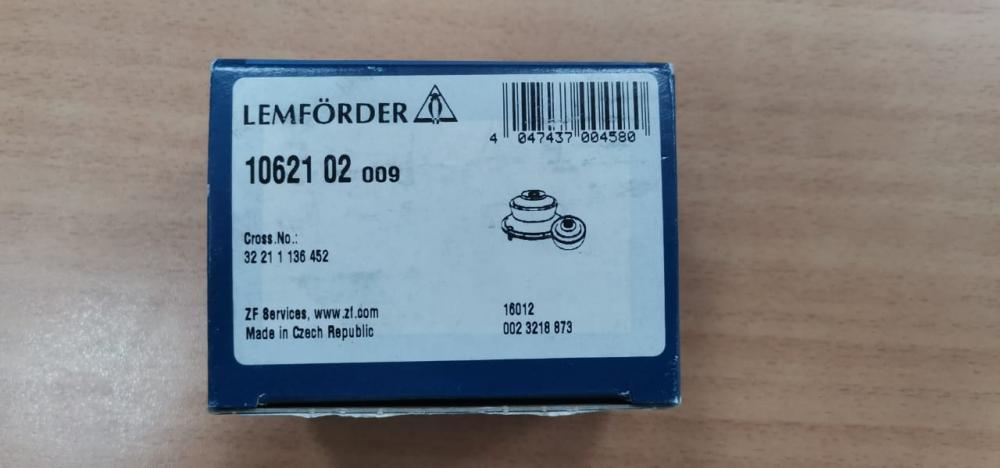 LEMFÖRDER
4 047437 004580
10621 02 009
Cross.No.:
32 21 1 136 452
ZF Services, www.zf.com
Made in Czech Republic
16012
002 3218 873